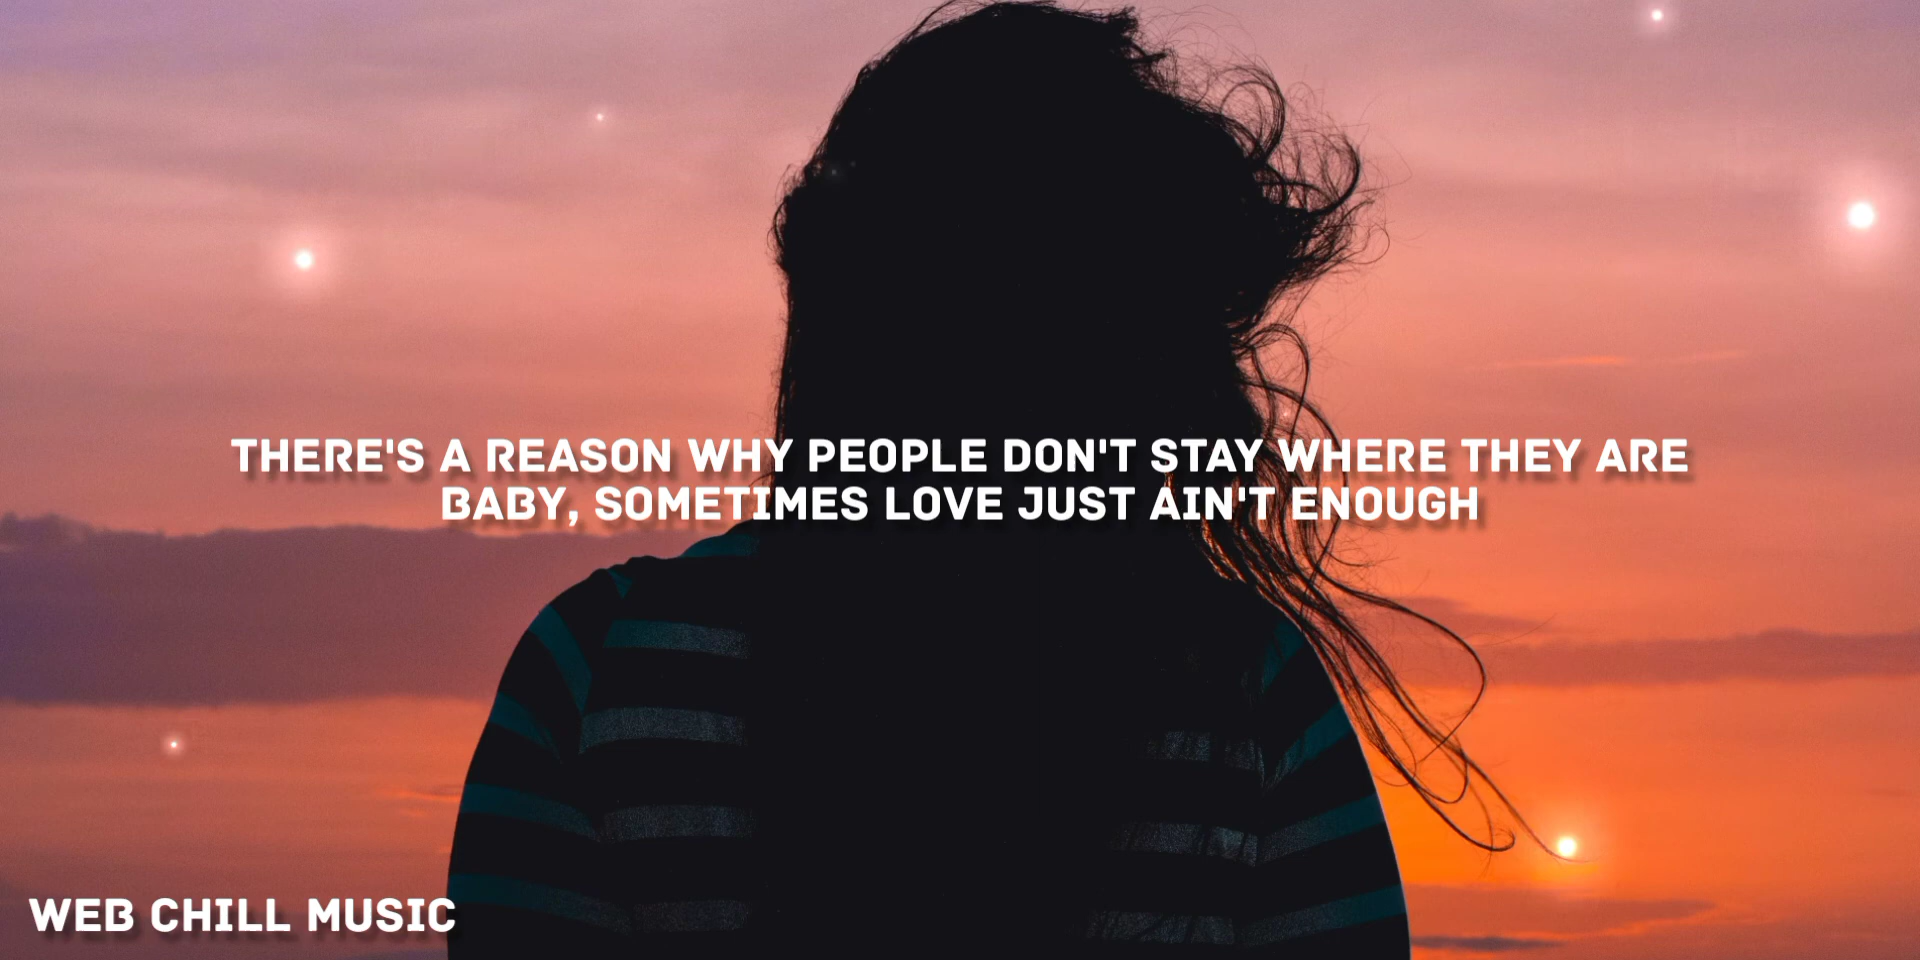 THERE'S A REASON WHY PEOPLE DON'T STAY WHERE THEY ARE
BABY, SOMETIMES LOVE JUST AIN'T ENOUGH
WEB CHILL MUSIC